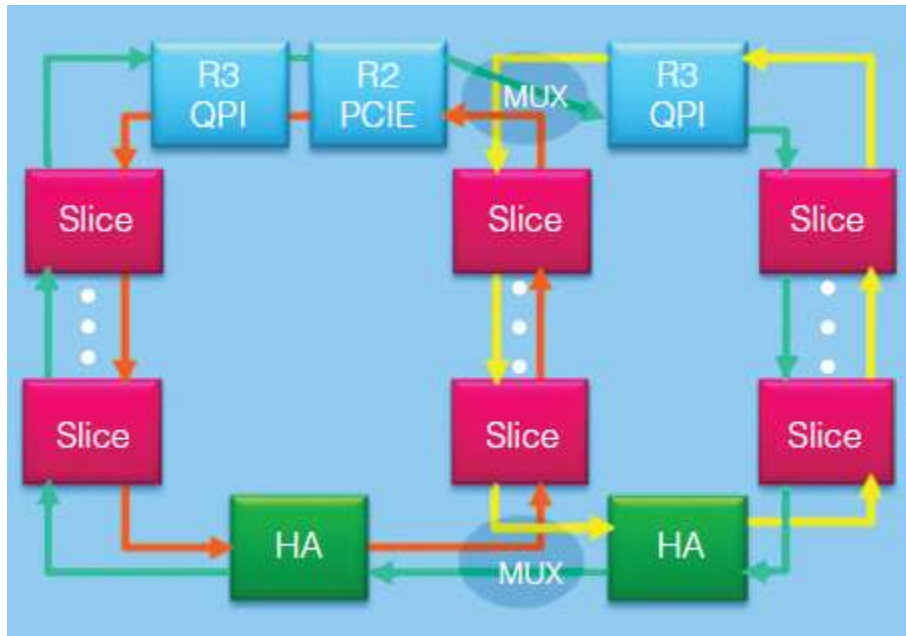 R3
QPI
R2
PCIE
MUX
R3
QPI
Slice
Slice
Slice
Slice
Slice
Slice
HA
MUX
HA